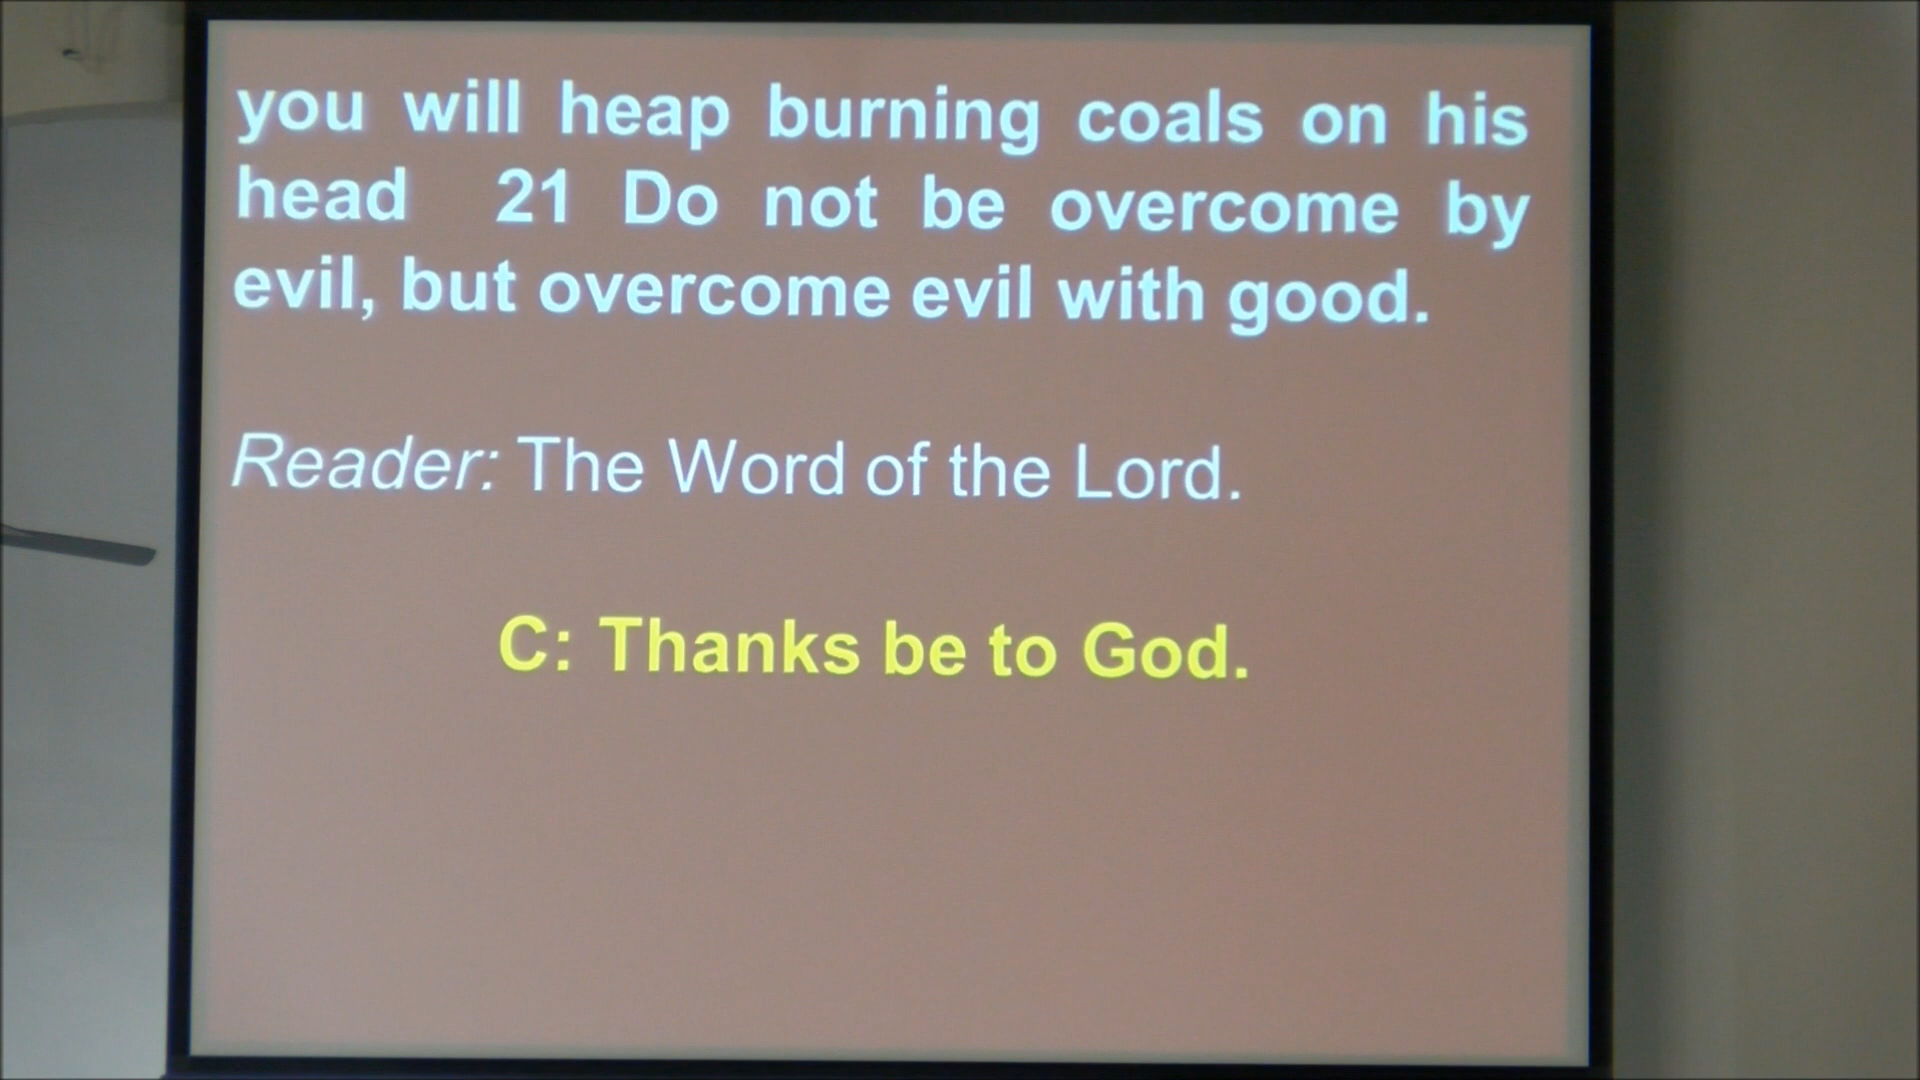 you will heap burning coals on his
head 21 Do not be overcome by
evil, but overcome evil with good.
Reader: The Word of the Lord.
C: Thanks be to God.